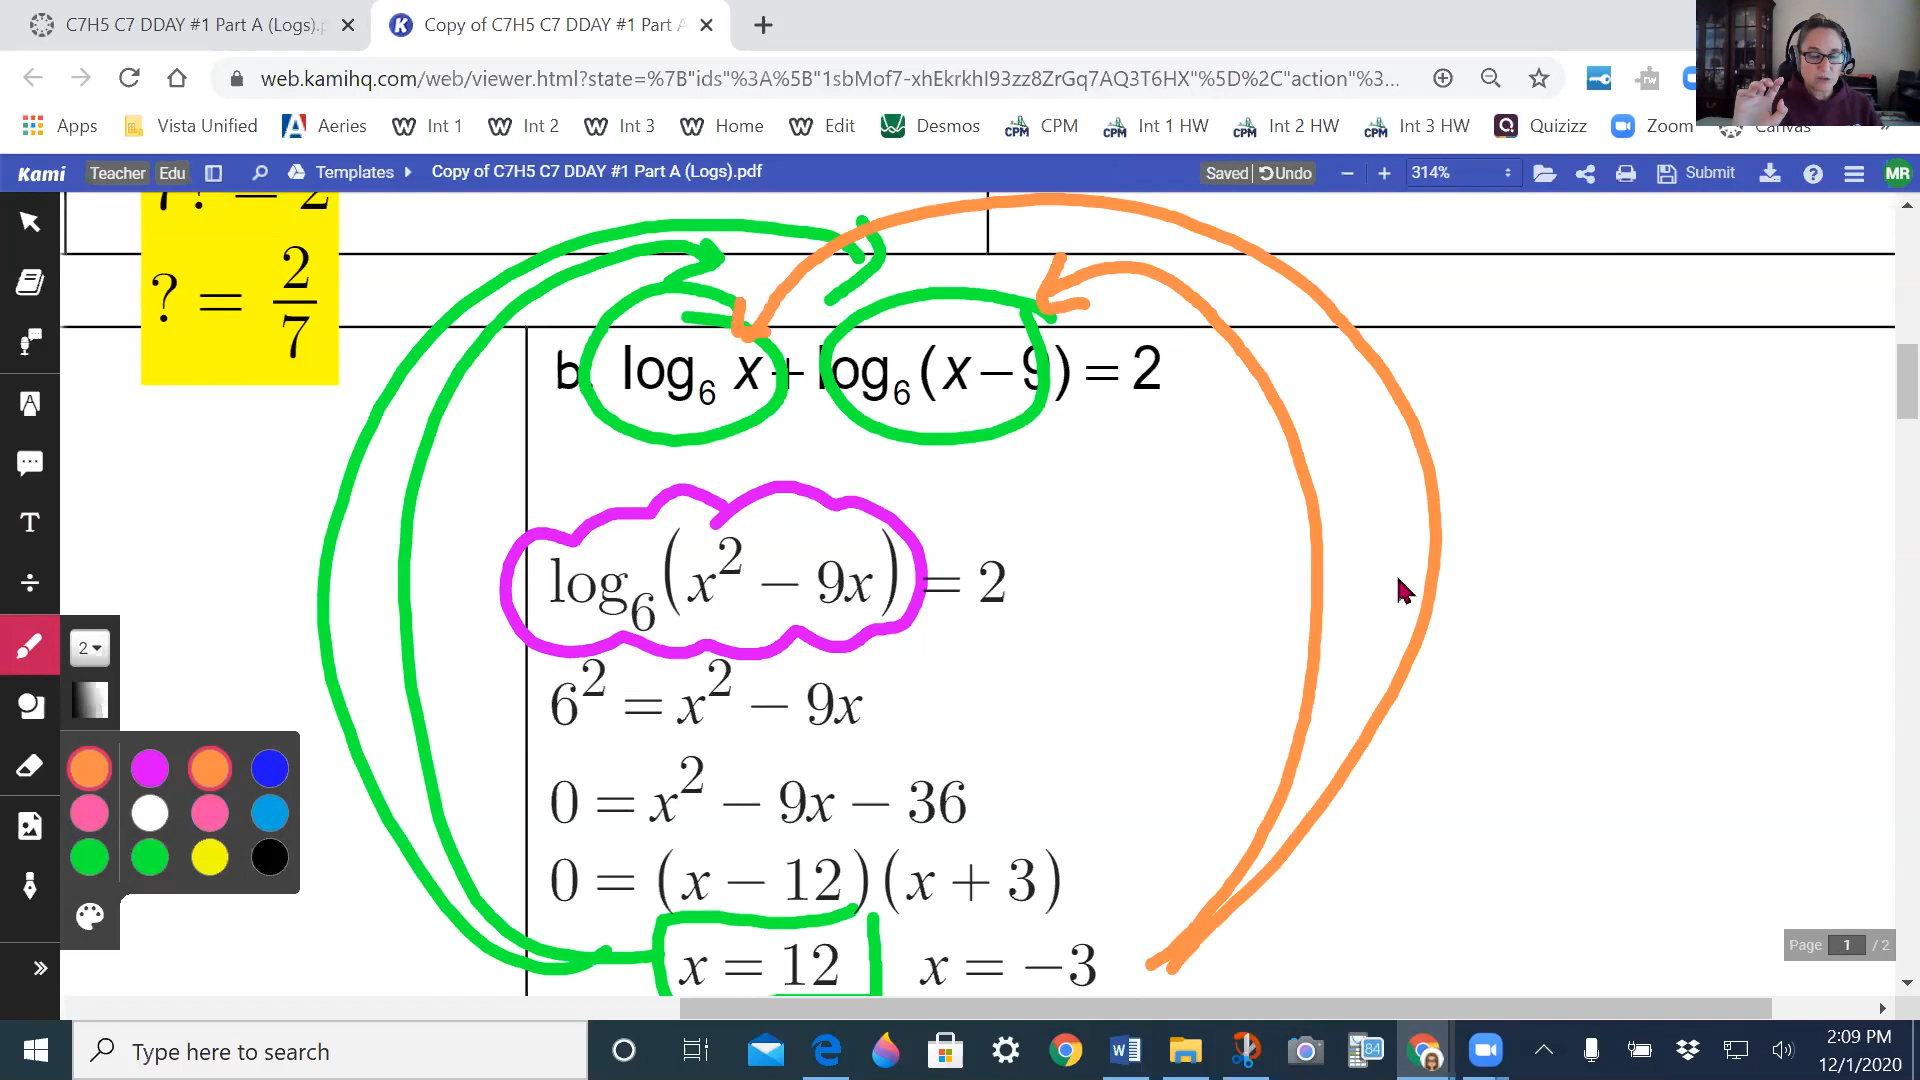 C7H5 C7 DDAY #1 Part A (Logs).p
Copy of C7H5 C7 DDAY #1 Part A
web.kamihq.com/web/viewer.html?state=%7B"ids"%3A%5B"1sbMof7-xhEkrkhI93zz8ZrGq7AQ3T6HX"%5D%2C"action"%3...
Apps Vista Unified Aeries Int 1 Int 2 Int 3 Home Edit Desmos CPM Int 1 HW Int 2 HW Int 3 HW Quizizz Zoom Canvas »
Kami Teacher Edu Templates Copy of C7H5 C7 DDAY #1 Part A (Logs).pdf Saved Undo − + 314% Submit MR
7? = 2
? = 2/7
b. log₆ x + log₆ (x − 9) = 2
log₆ (x² − 9x) = 2
6² = x² − 9x
0 = x² − 9x − 36
0 = (x − 12)(x + 3)
x = 12 x = −3
2
Page 1 / 2
Type here to search
84
2:09 PM
12/1/2020